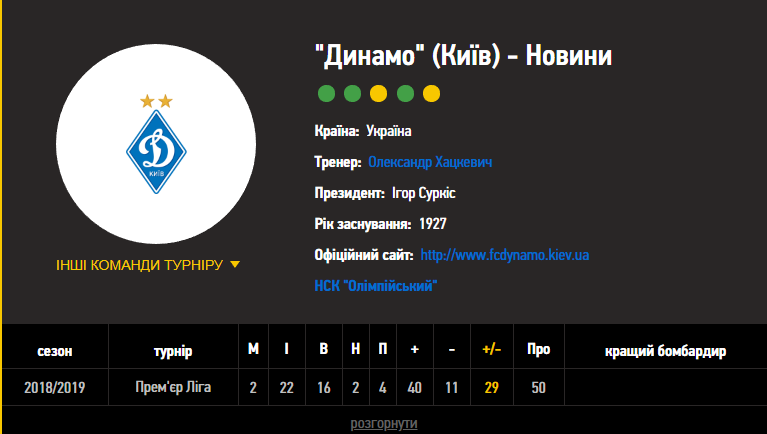 "Динамо" (Київ) - Новини
Країна: Україна
Тренер: Олександр Хацкевич
Президент: Ігор Суркіс
Рік заснування: 1927
Офіційний сайт: http://www.fcdynamo.kiev.ua
НСК "Олімпійський"
Д
київ
ІНШІ КОМАНДИ ТУРНІРУ
сезон турнір М І В Н П + - +/- Про кращий бомбардир
2018/2019 Прем'єр Ліга 2 22 16 2 4 40 11 29 50
розгорнути